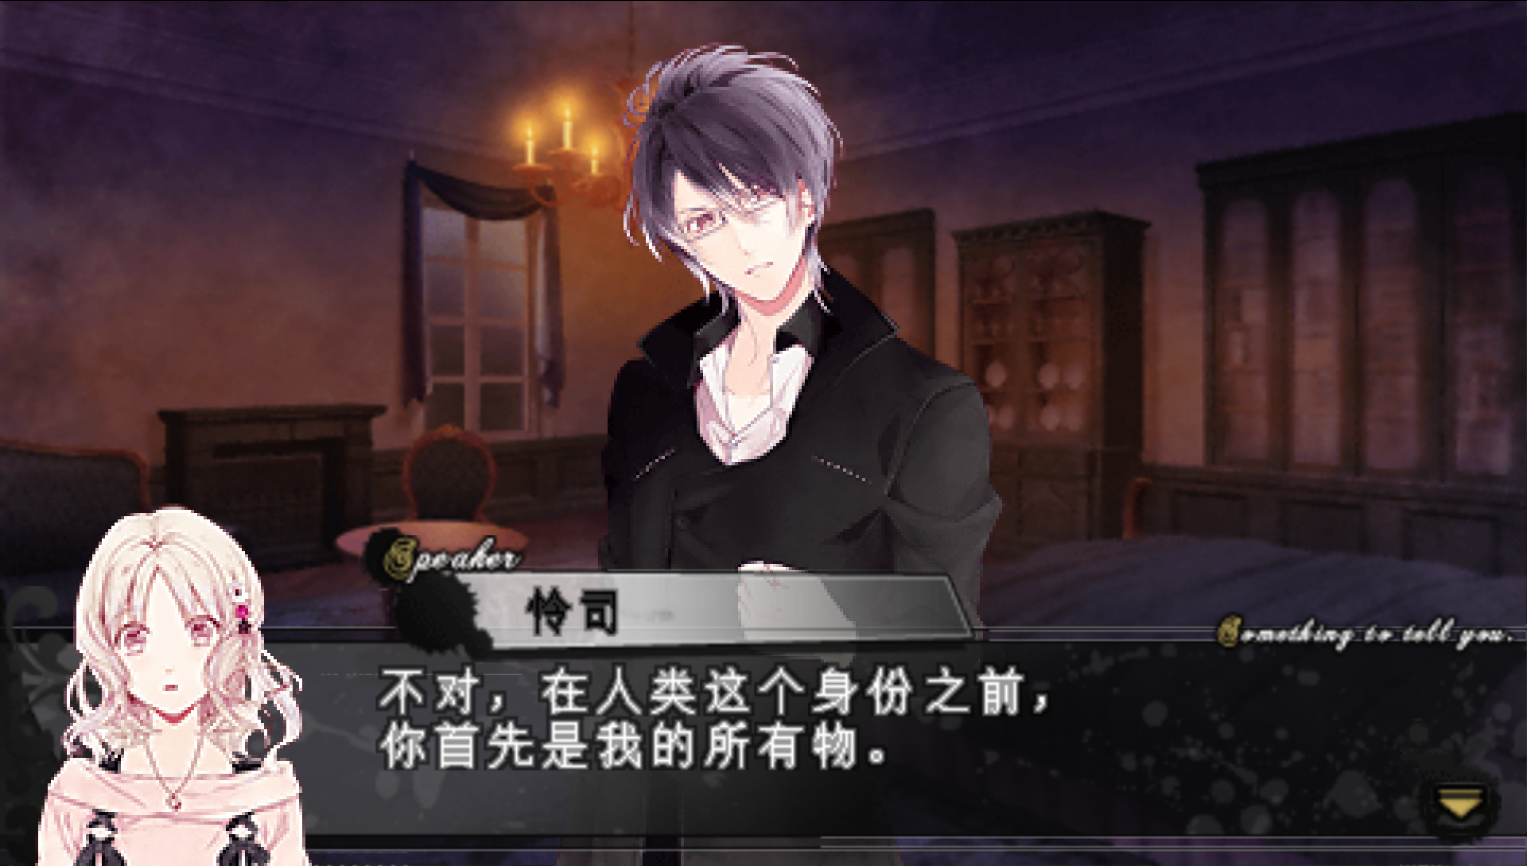 Speaker
怜司
Something to tell you.
不对，在人类这个身份之前，
你首先是我的所有物。